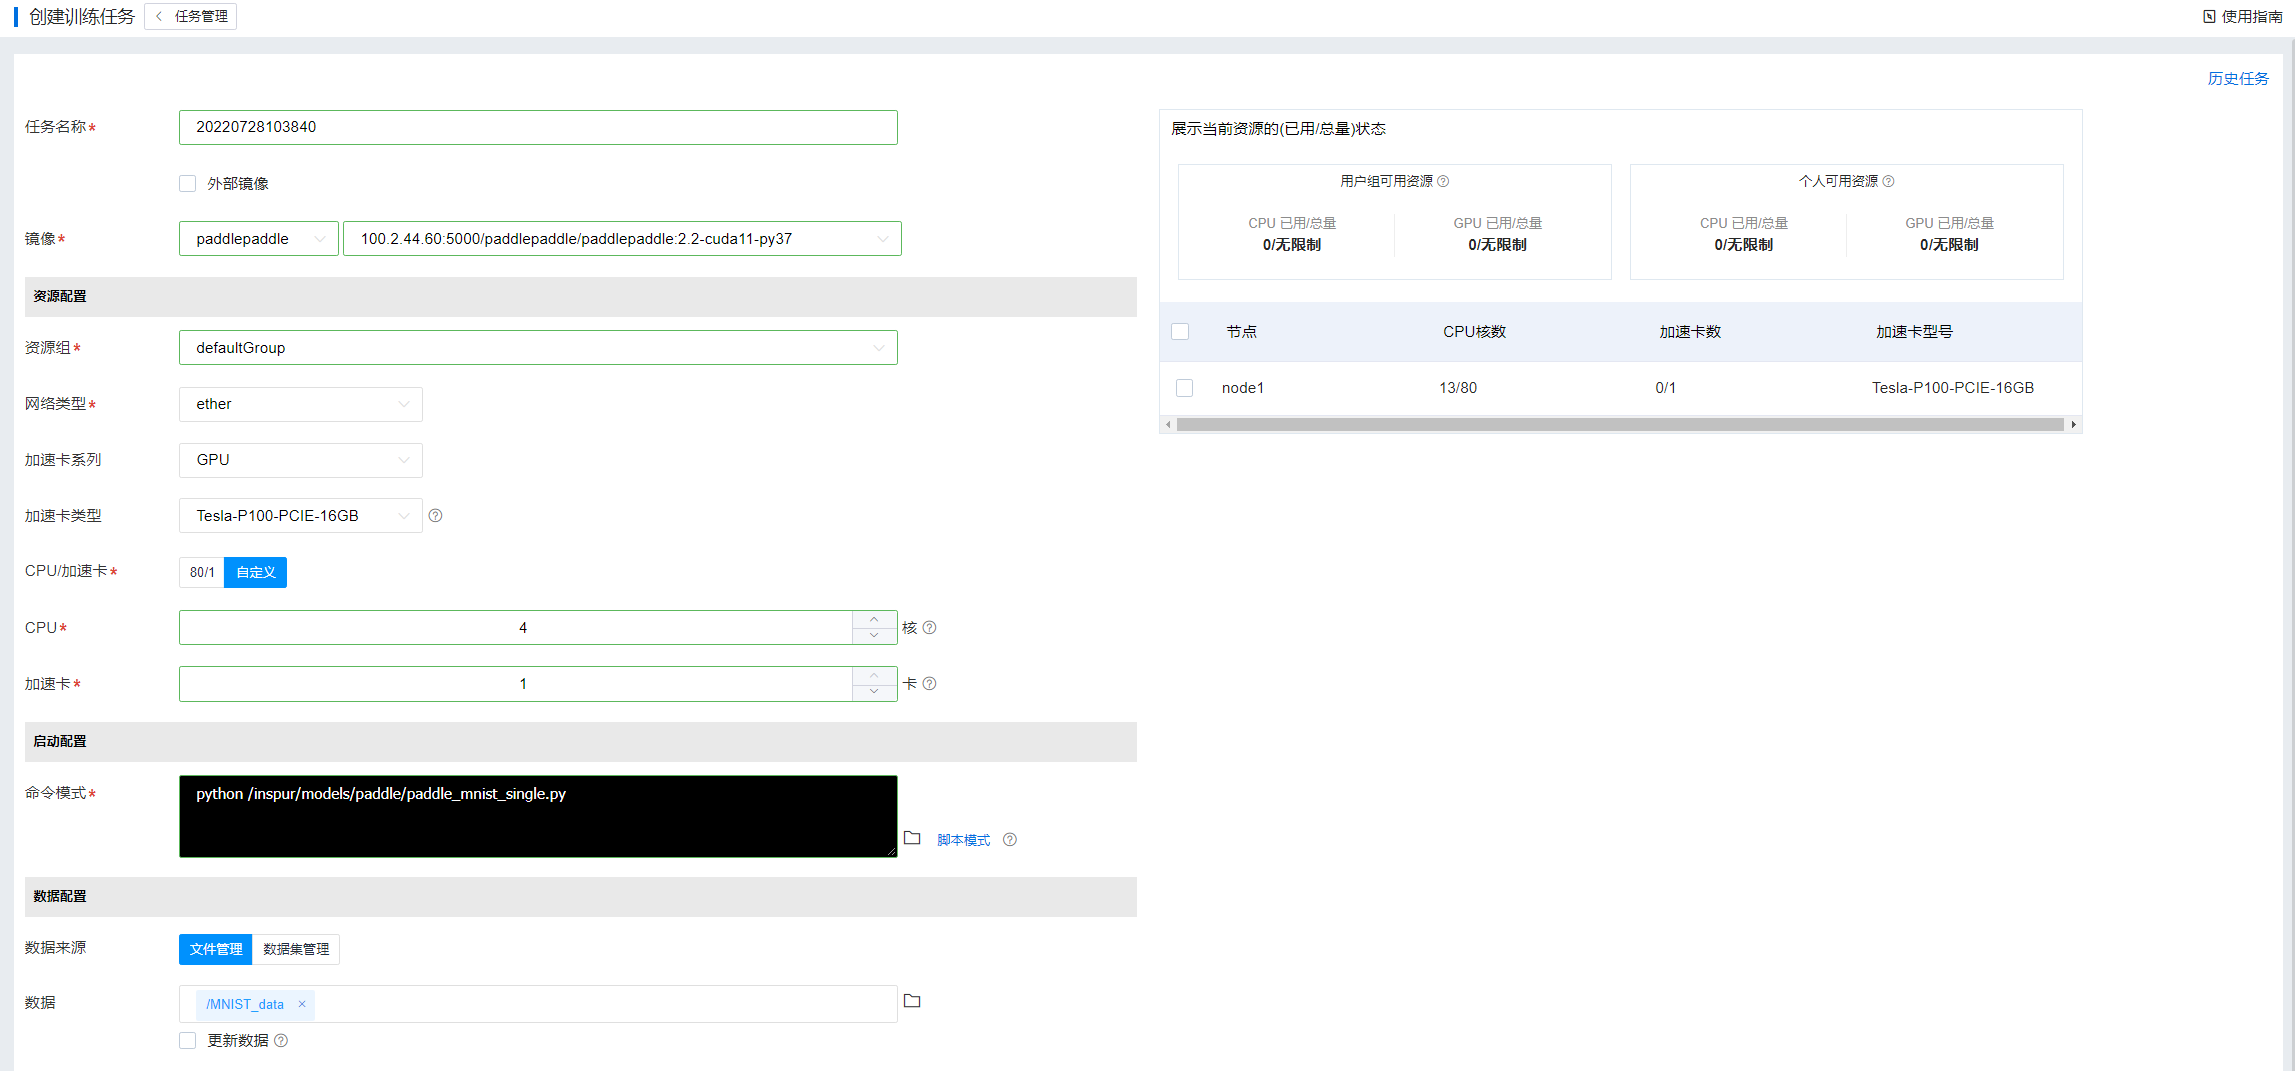 创建训练任务
任务管理
使用指南
历史任务
任务名称*
20220728103840
外部镜像
镜像*
paddlepaddle
100.2.44.60:5000/paddlepaddle/paddlepaddle:2.2-cuda11-py37
资源配置
资源组*
defaultGroup
网络类型*
ether
加速卡系列
GPU
加速卡类型
Tesla-P100-PCIE-16GB
CPU/加速卡*
80/1
自定义
CPU*
4
核
加速卡*
1
卡
启动配置
命令模式*
python /inspur/models/paddle/paddle_mnist_single.py
脚本模式
数据配置
数据来源
文件管理
数据集管理
数据
/MNIST_data ×
更新数据
展示当前资源的(已用/总量)状态
用户组可用资源
CPU 已用/总量
0/无限制
GPU 已用/总量
0/无限制
个人可用资源
CPU 已用/总量
0/无限制
GPU 已用/总量
0/无限制
节点 CPU核数 加速卡数 加速卡型号
node1 13/80 0/1 Tesla-P100-PCIE-16GB